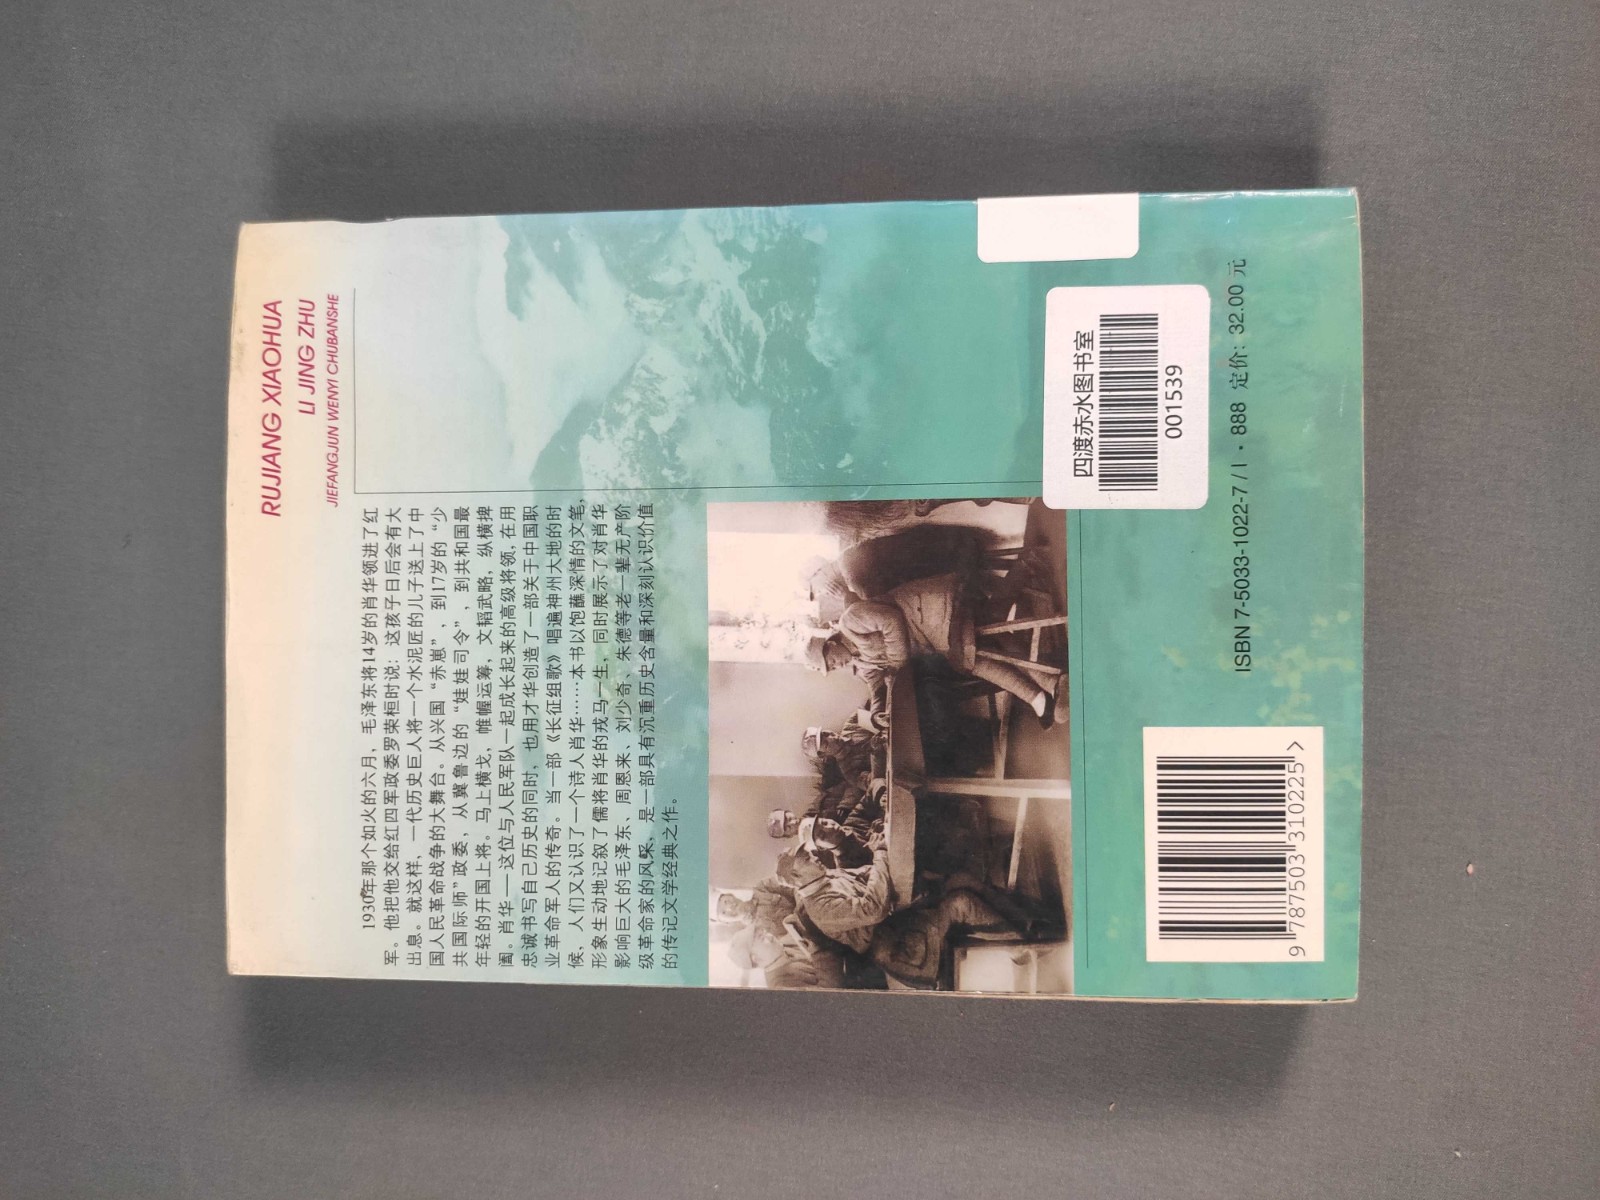 RUJIANG XIAOHUA
LI JING ZHU
JIEFANGJUN WENYI CHUBANSHE
1930年那个如火的六月，毛泽东将14岁的肖华领进了红
军。他把他交给红四军政委罗荣桓时说：这孩子日后会有大
出息。就这样，一代历史巨人将一个水泥匠的儿子送上了中
国人民革命战争的大舞台。从兴国“赤崽”、到17岁的“少
共国际师”政委，从冀鲁边的“娃娃司令”，到共和国最
年轻的开国上将。马上横戈，帷幄运筹，文韬武略，纵横捭
阖。肖华——这位与人民军队一起成长起来的高级将领，在用
忠诚书写自己历史的同时，也用才华创造了一部关于中国职
业革命军人的传奇。当一部《长征组歌》唱遍神州大地的时
候，人们又认识了一个诗人肖华……本书以饱蘸深情的文笔，
形象生动地记叙了儒将肖华的戎马一生，同时展示了对肖华
影响巨大的毛泽东、周恩来、刘少奇、朱德等老一辈无产阶
级革命家的风采，是一部具有沉重历史含量和深刻认识价值
的传记文学经典之作。
四渡赤水图书室
001539
ISBN 7-5033-1022-7/I·888 定价：32.00 元
9 787503 310225 >